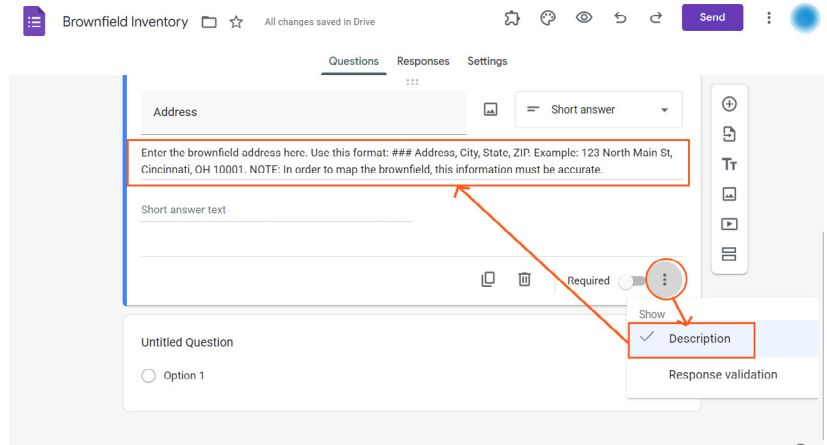 Brownfield Inventory
All changes saved in Drive
Send
Questions Responses Settings
Address
Short answer
Enter the brownfield address here. Use this format: ### Address, City, State, ZIP. Example: 123 North Main St,
Cincinnati, OH 10001. NOTE: In order to map the brownfield, this information must be accurate.
Tт
Short answer text
Required
Show
Description
Response validation
Untitled Question
Option 1